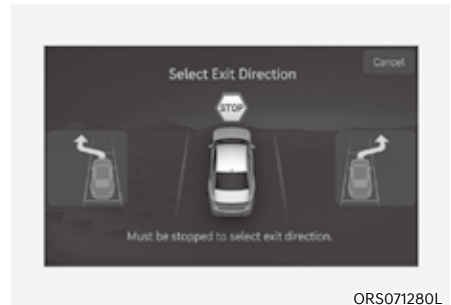 Cancel
Select Exit Direction
STOP
Must be stopped to select exit direction.
ORS071280L